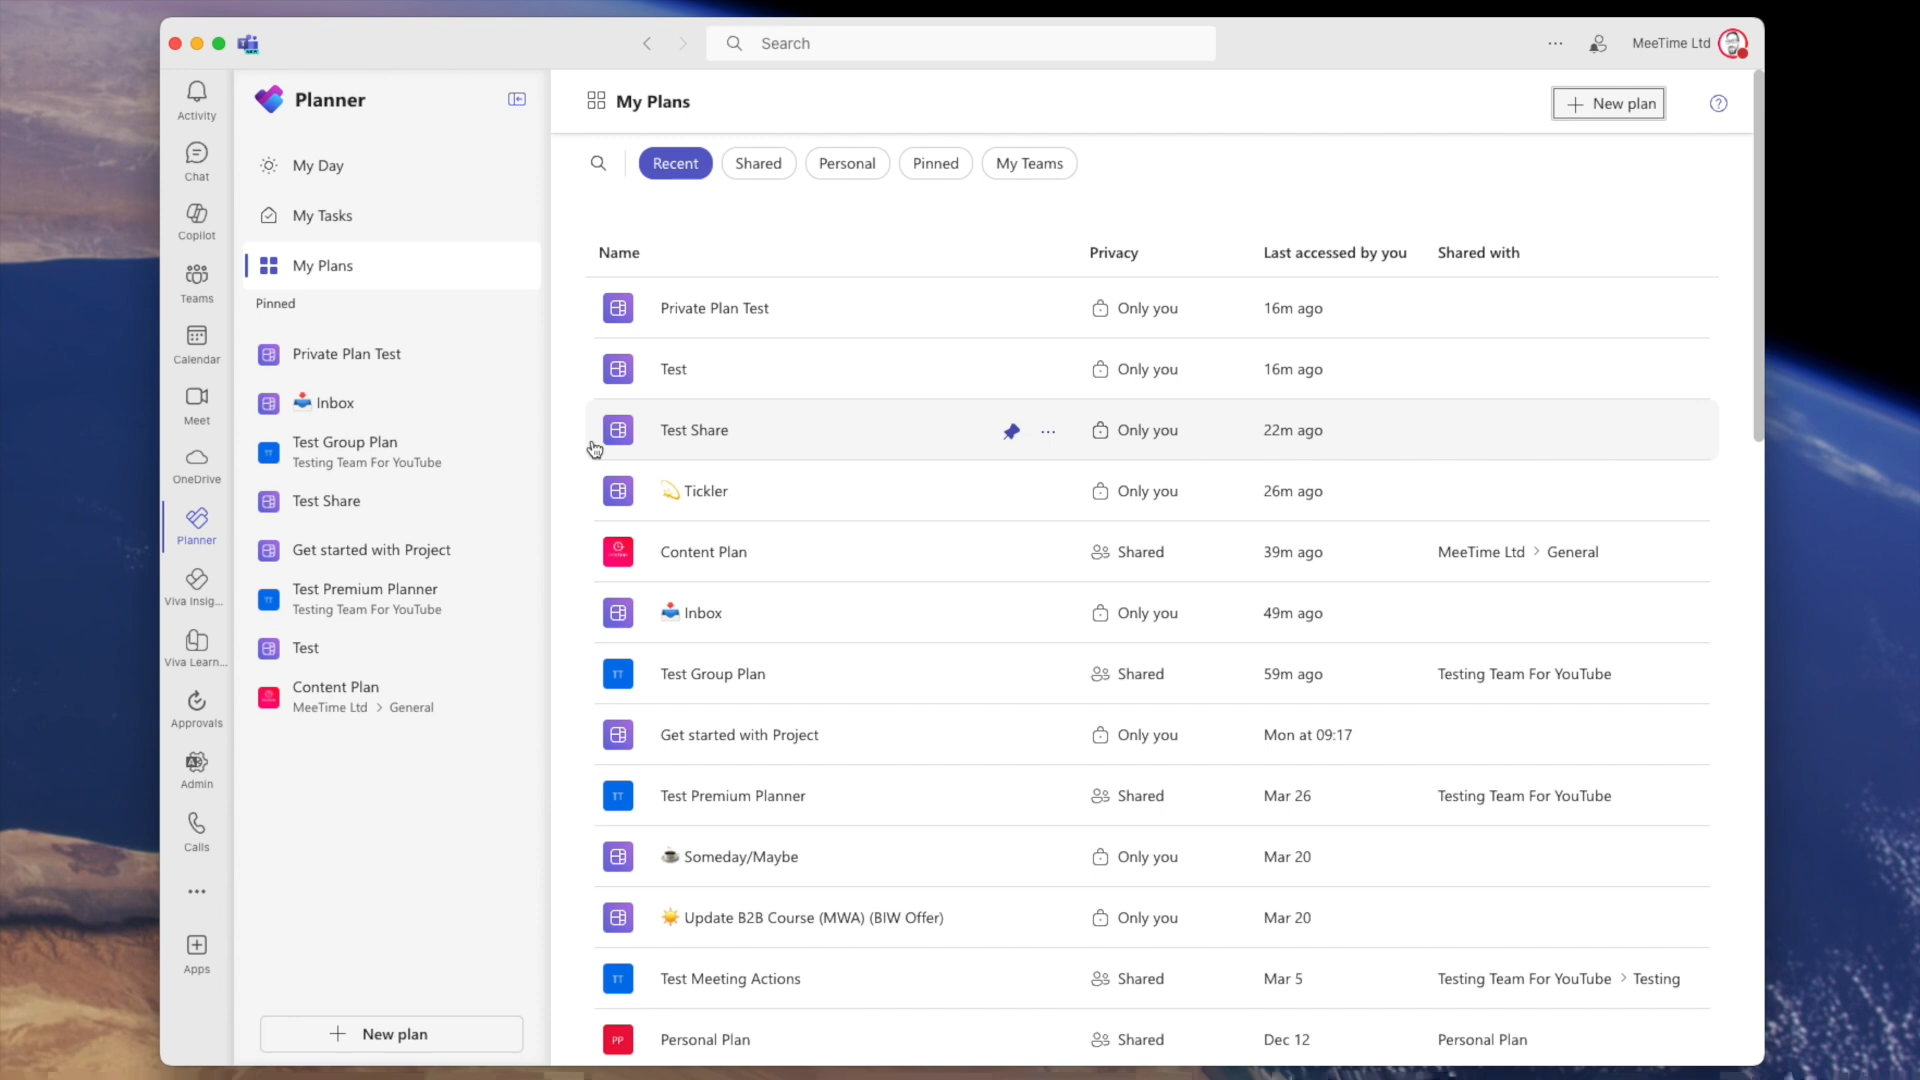 Search
MeeTime Ltd
Activity
Chat
Copilot
Teams
Calendar
Meet
OneDrive
Planner
Viva Insig...
Viva Learn...
Approvals
Admin
Calls
Apps
Planner
My Day
My Tasks
My Plans
Pinned
Private Plan Test
📥 Inbox
Test Group Plan
Testing Team For YouTube
Test Share
Get started with Project
Test Premium Planner
Testing Team For YouTube
Test
Content Plan
MeeTime Ltd > General
+ New plan
My Plans
+ New plan
Recent Shared Personal Pinned My Teams
Name Privacy Last accessed by you Shared with
Private Plan Test Only you 16m ago
Test Only you 16m ago
Test Share ... Only you 22m ago
💫 Tickler Only you 26m ago
Content Plan Shared 39m ago MeeTime Ltd > General
📥 Inbox Only you 49m ago
TT Test Group Plan Shared 59m ago Testing Team For YouTube
Get started with Project Only you Mon at 09:17
TT Test Premium Planner Shared Mar 26 Testing Team For YouTube
☕ Someday/Maybe Only you Mar 20
☀️ Update B2B Course (MWA) (BIW Offer) Only you Mar 20
TT Test Meeting Actions Shared Mar 5 Testing Team For YouTube > Testing
PP Personal Plan Shared Dec 12 Personal Plan